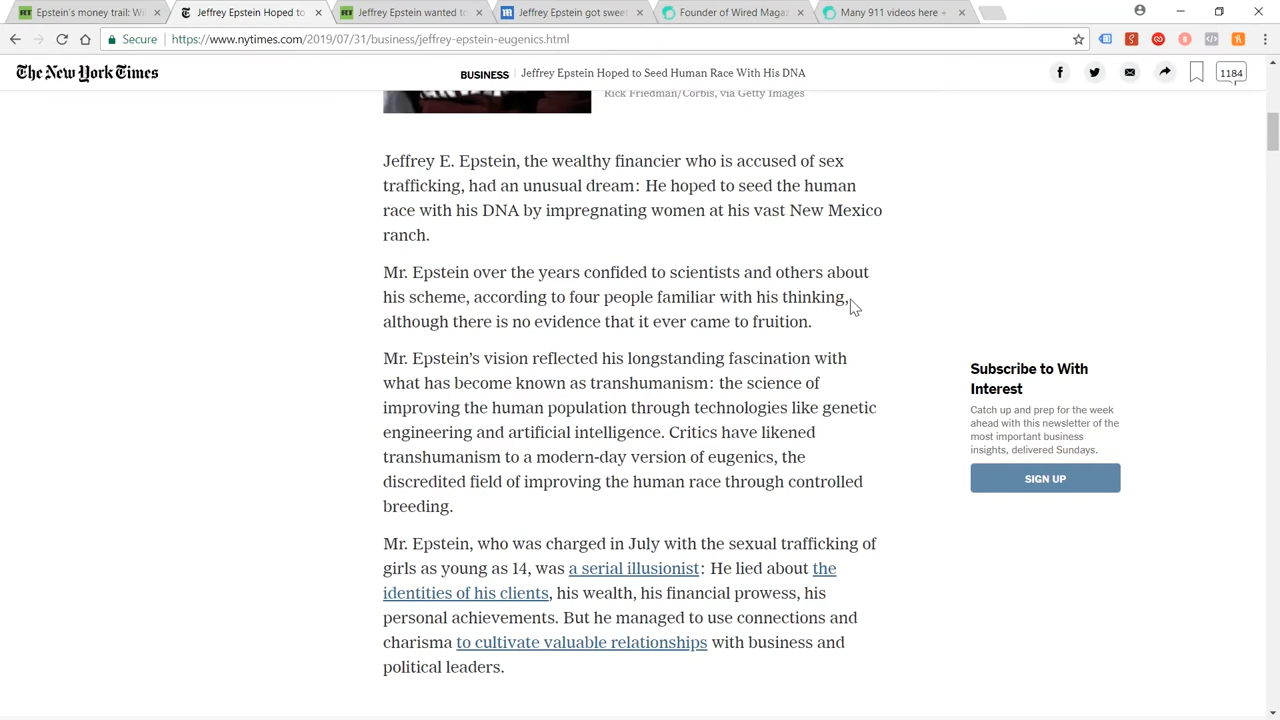 Epstein's money trail: Wil
Jeffrey Epstein Hoped to
Jeffrey Epstein wanted to
Jeffrey Epstein got swee
Founder of Wired Magaz
Many 911 videos here +
Secure
https://www.nytimes.com/2019/07/31/business/jeffrey-epstein-eugenics.html
The New York Times
BUSINESS
Jeffrey Epstein Hoped to Seed Human Race With His DNA
1184
Rick Friedman/Corbis, via Getty Images
Jeffrey E. Epstein, the wealthy financier who is accused of sex
trafficking, had an unusual dream: He hoped to seed the human
race with his DNA by impregnating women at his vast New Mexico
ranch.
Mr. Epstein over the years confided to scientists and others about
his scheme, according to four people familiar with his thinking,
although there is no evidence that it ever came to fruition.
Mr. Epstein's vision reflected his longstanding fascination with
what has become known as transhumanism: the science of
improving the human population through technologies like genetic
engineering and artificial intelligence. Critics have likened
transhumanism to a modern-day version of eugenics, the
discredited field of improving the human race through controlled
breeding.
Mr. Epstein, who was charged in July with the sexual trafficking of
girls as young as 14, was a serial illusionist: He lied about the
identities of his clients, his wealth, his financial prowess, his
personal achievements. But he managed to use connections and
charisma to cultivate valuable relationships with business and
political leaders.
Subscribe to With
Interest
Catch up and prep for the week
ahead with this newsletter of the
most important business
insights, delivered Sundays.
SIGN UP